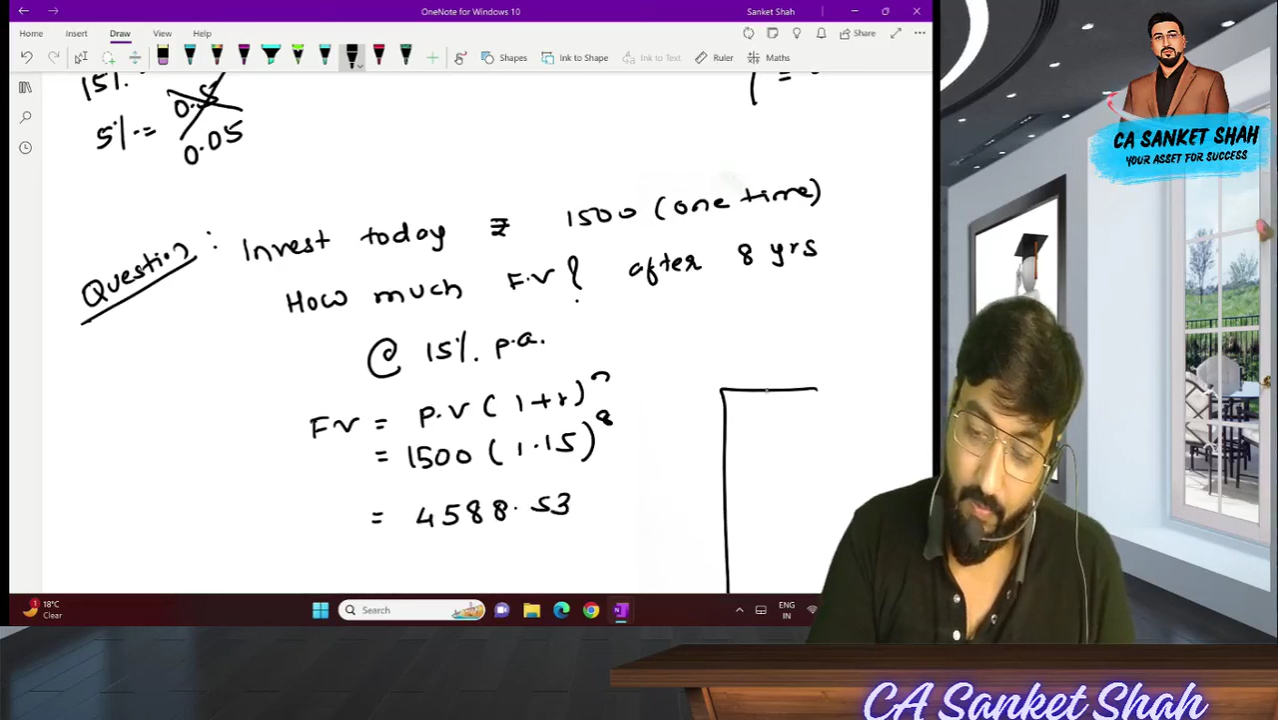 OneNote for Windows 10
Sanket Shah
Home Insert Draw View Help
Share
Shapes Ink to Shape Ink to Text Ruler Maths
15%.
5% = 0.5
0.05
Question: Invest today ₹ 1500 (one time)
How much F.V? after 8 yrs
@ 15%. p.a.
FV = P.V (1+r)ⁿ
= 1500 (1.15)⁸
= 4588.53
CA SANKET SHAH
YOUR ASSET FOR SUCCESS
18°C
Clear
Search
ENG
IN
CA Sanket Shah